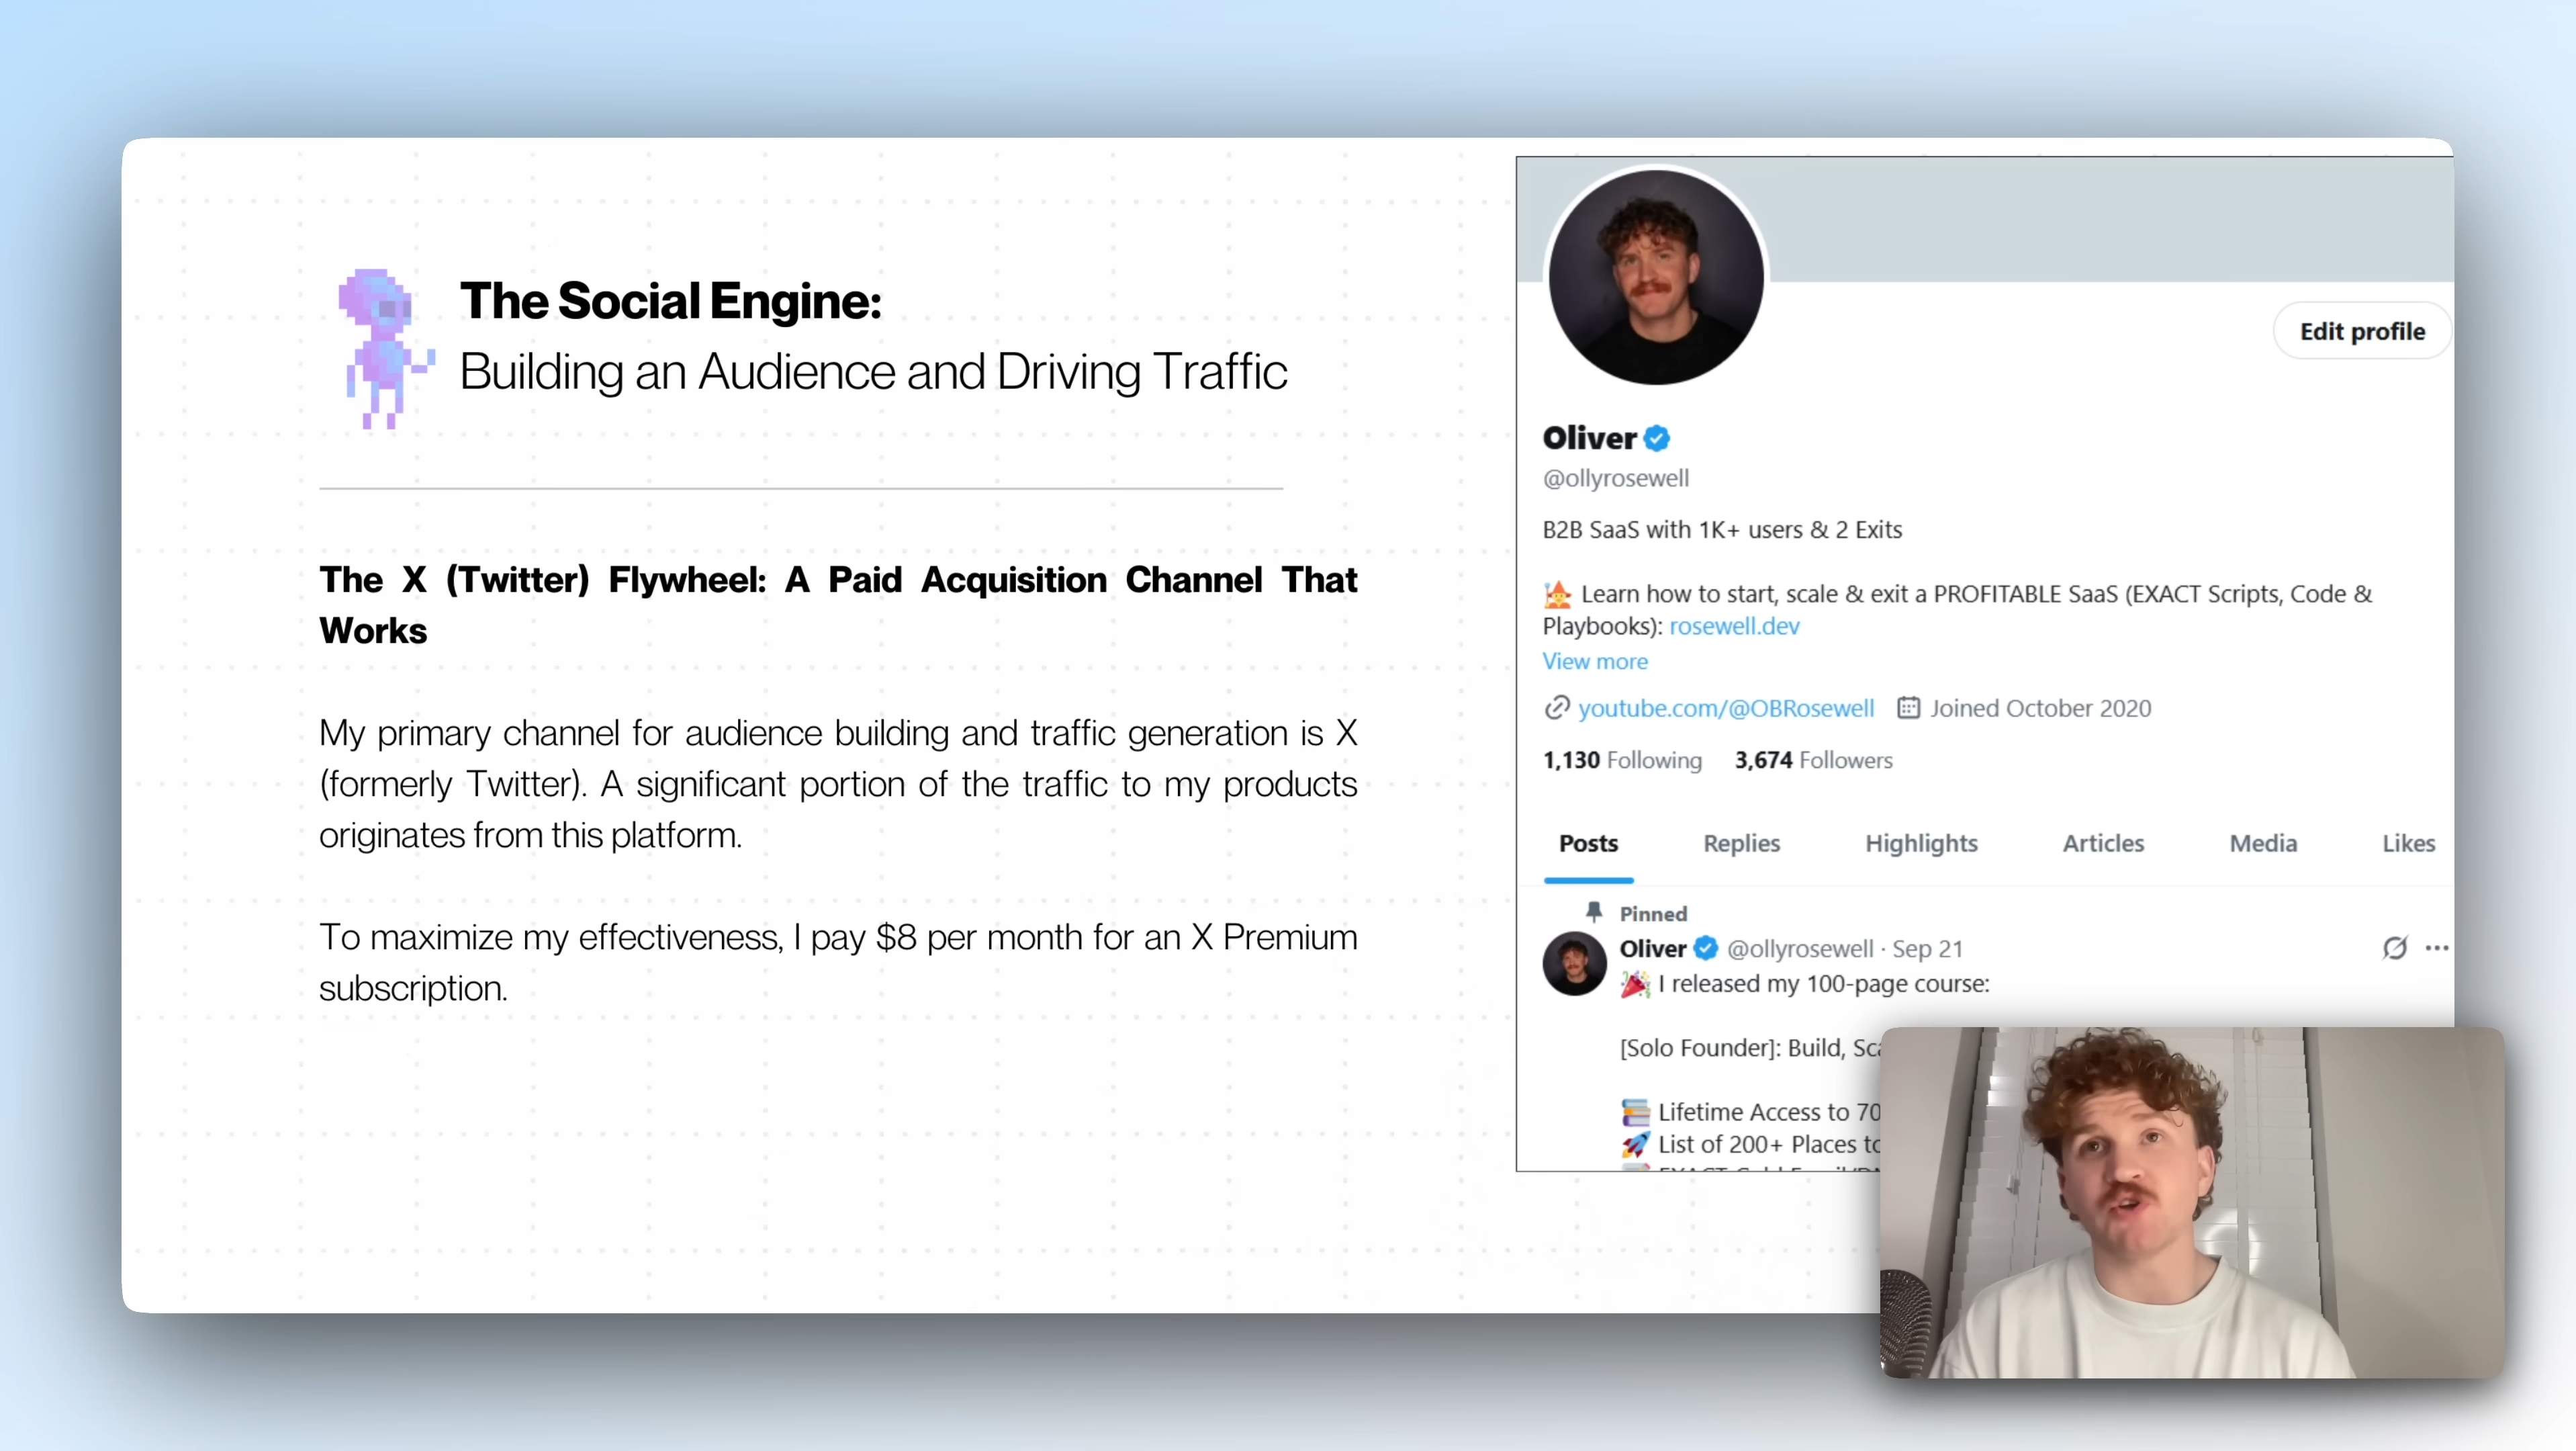 The Social Engine:
Building an Audience and Driving Traffic
The X (Twitter) Flywheel: A Paid Acquisition Channel That
Works
My primary channel for audience building and traffic generation is X
(formerly Twitter). A significant portion of the traffic to my products
originates from this platform.
To maximize my effectiveness, I pay $8 per month for an X Premium
subscription.
Edit profile
Oliver
@ollyrosewell
B2B SaaS with 1K+ users & 2 Exits
Learn how to start, scale & exit a PROFITABLE SaaS (EXACT Scripts, Code &
Playbooks): rosewell.dev
View more
youtube.com/@OBRosewell Joined October 2020
1,130 Following 3,674 Followers
Posts Replies Highlights Articles Media Likes
Pinned
Oliver @ollyrosewell · Sep 21
I released my 100-page course:
[Solo Founder]: Build, Sca
Lifetime Access to 70
List of 200+ Places to